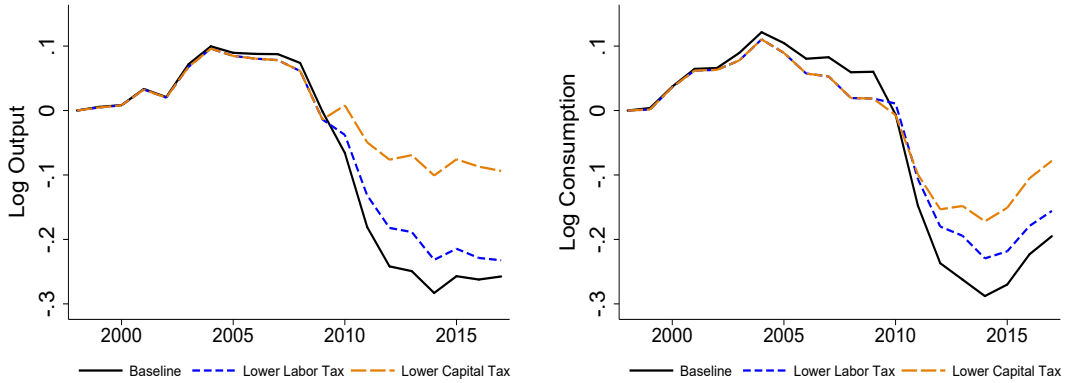 Log Output
.1
0
-.1
-.2
-.3
2000 2005 2010 2015
Baseline Lower Labor Tax Lower Capital Tax
Log Consumption
.1
0
-.1
-.2
-.3
2000 2005 2010 2015
Baseline Lower Labor Tax Lower Capital Tax